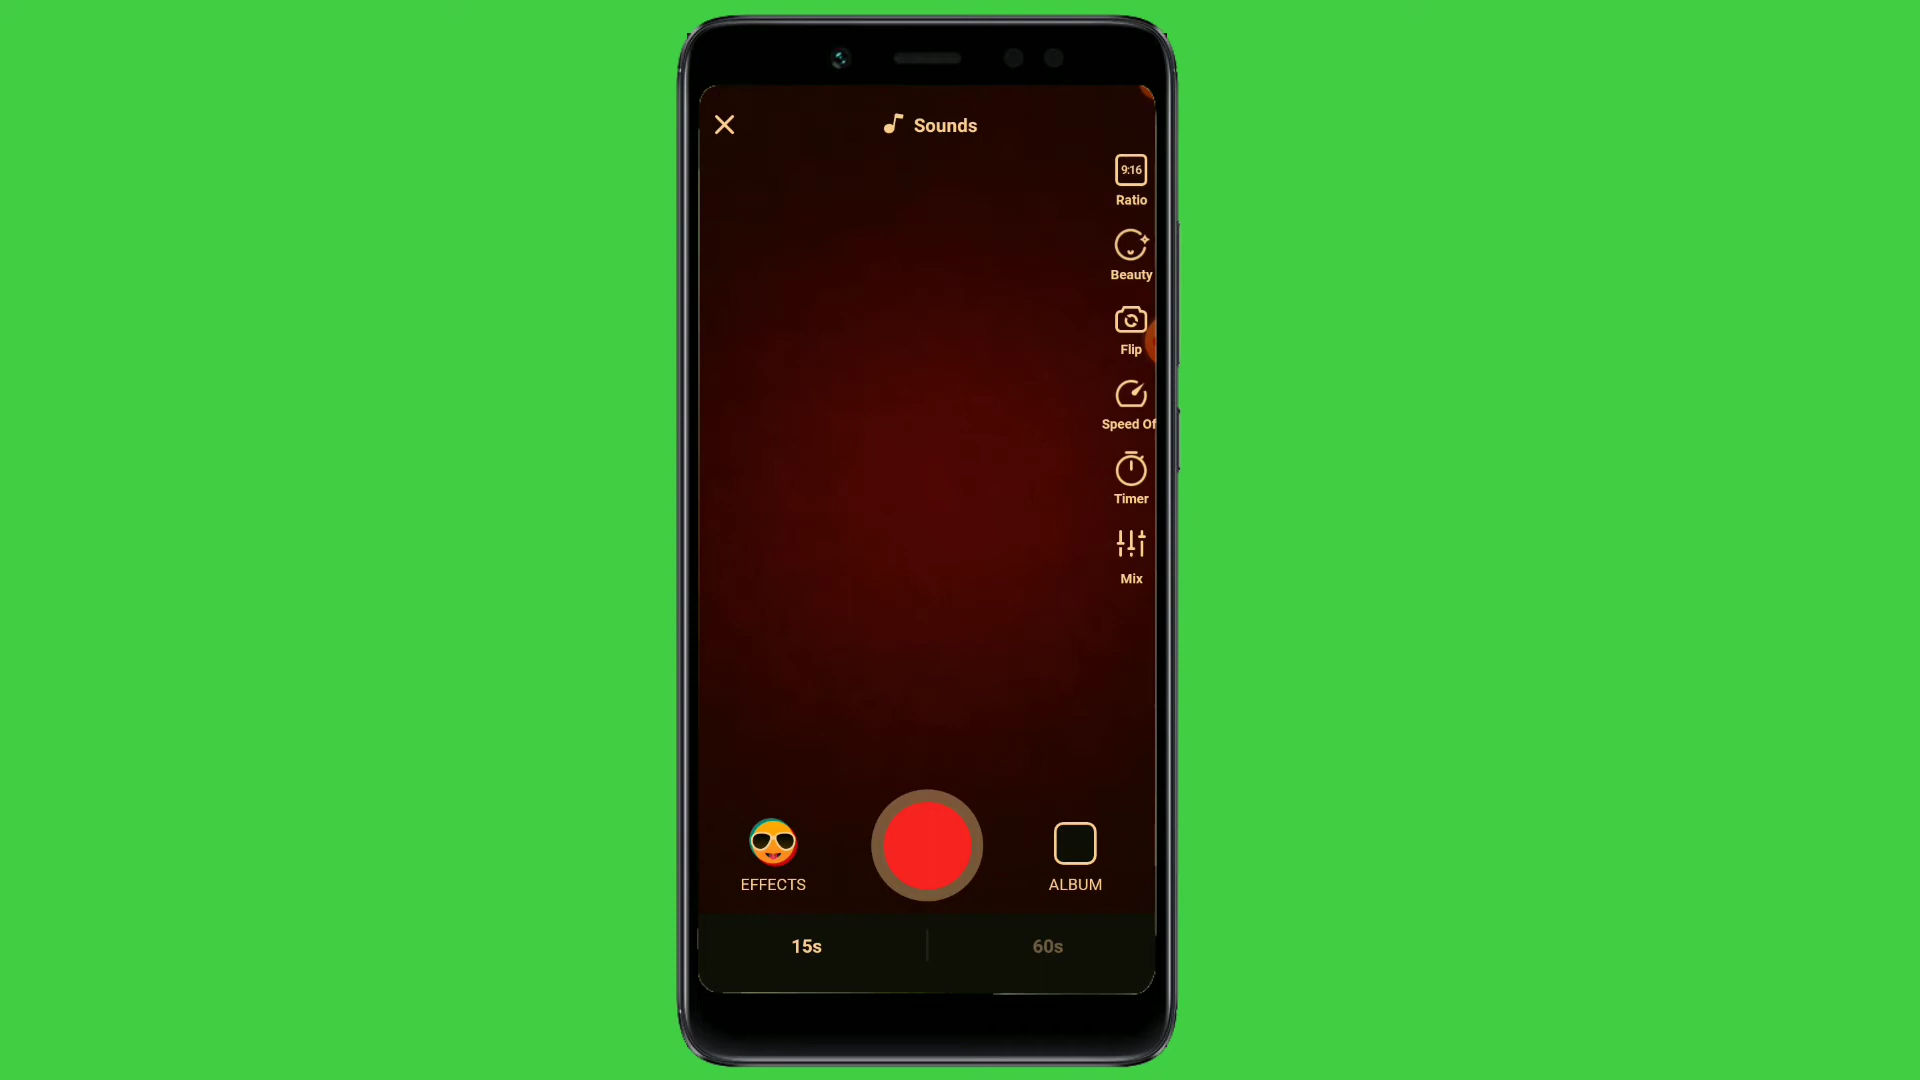 Sounds
9:16
Ratio
Beauty
Flip
Speed Of
Timer
Mix
EFFECTS
ALBUM
15s
60s